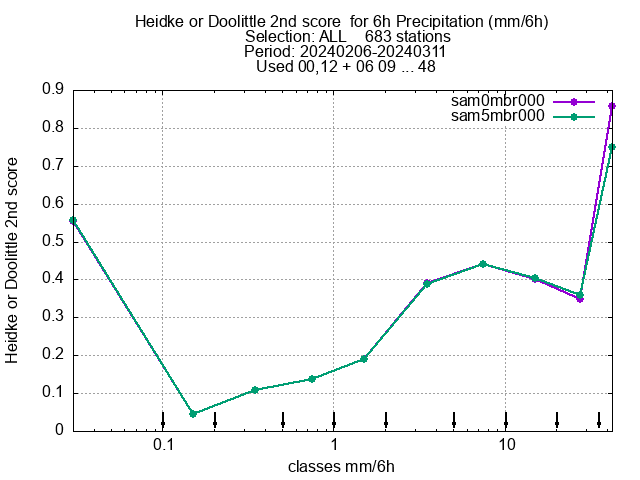 Heidke or Doolittle 2nd score  for 6h Precipitation (mm/6h)
Selection: ALL    683 stations
Period: 20240206-20240311
Used 00,12 + 06 09 ... 48
sam0mbr000
sam5mbr000
0.9
0.8
0.7
0.6
0.5
0.4
0.3
0.2
0.1
0
Heidke or Doolittle 2nd score
0.1
1
10
classes mm/6h